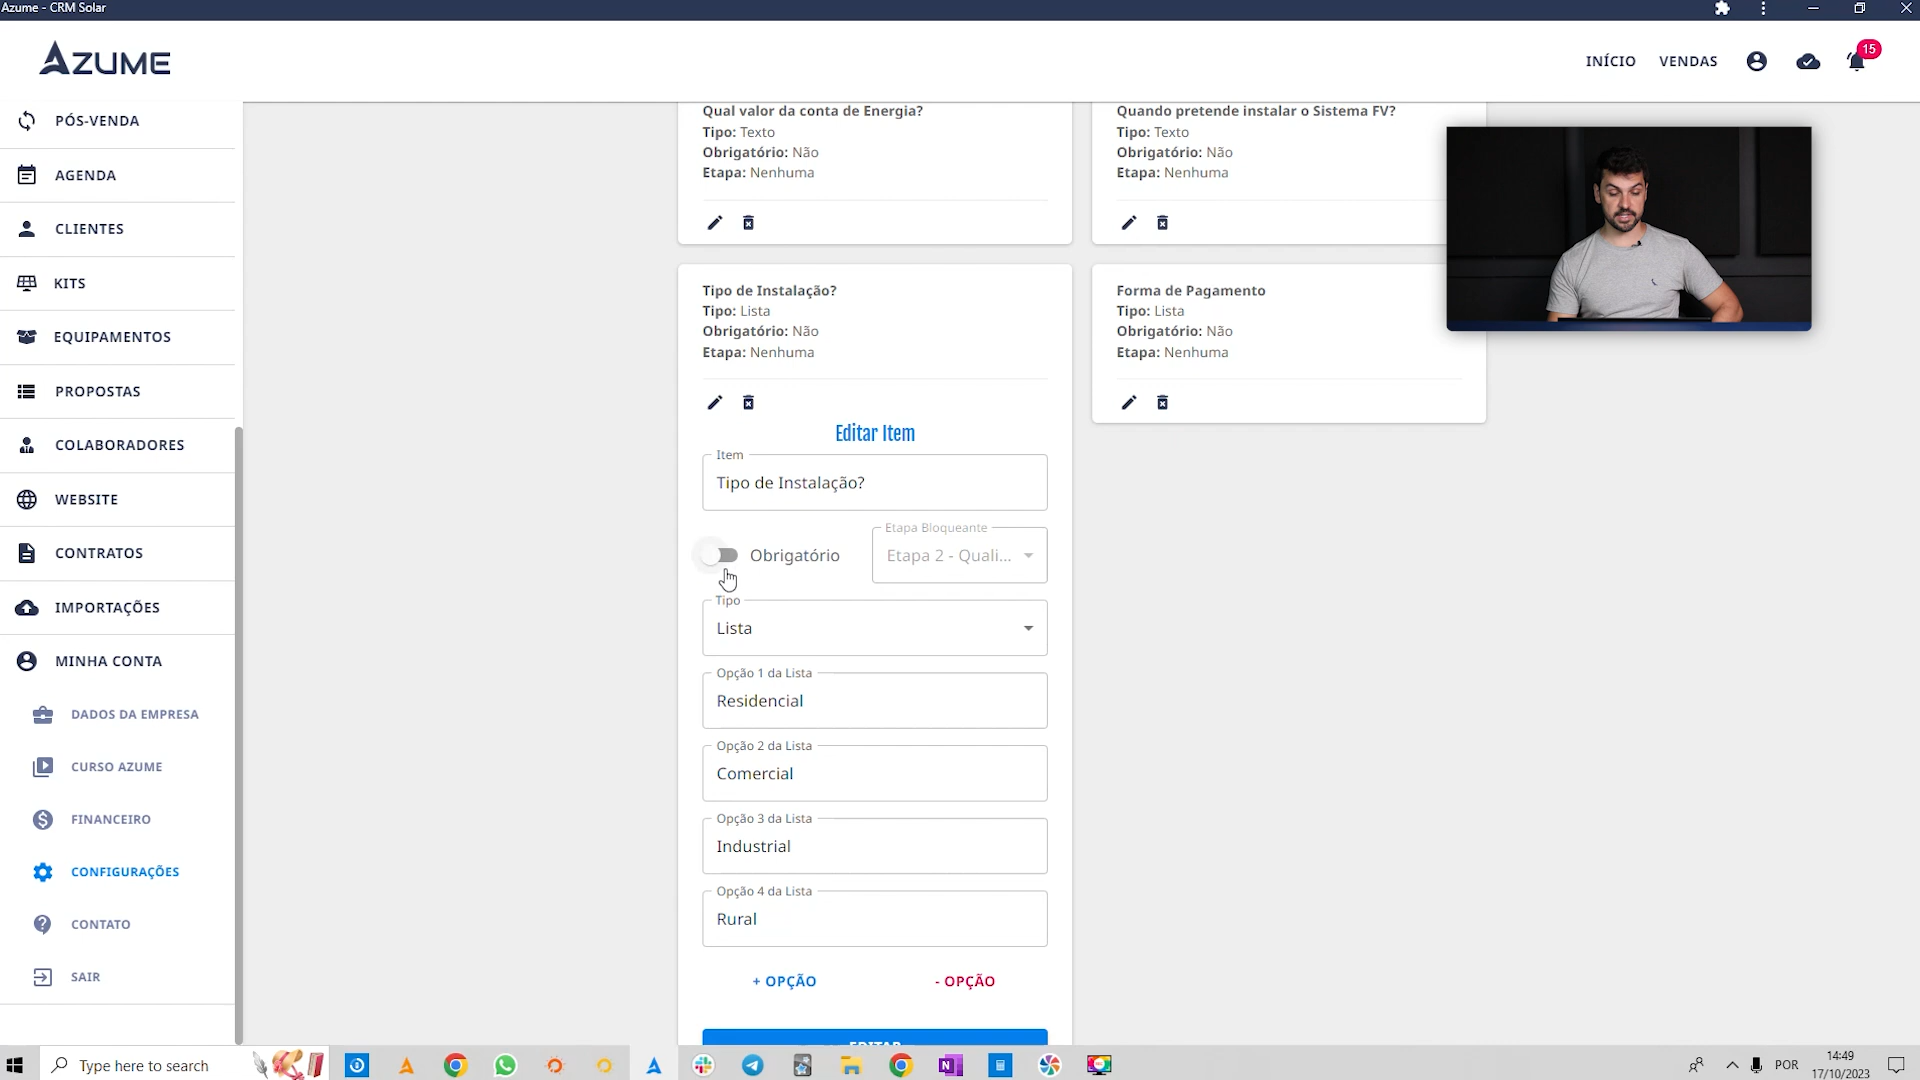 Azume - CRM Solar
AZUME
INÍCIO
VENDAS
15
PÓS-VENDA
AGENDA
CLIENTES
KITS
EQUIPAMENTOS
PROPOSTAS
COLABORADORES
WEBSITE
CONTRATOS
IMPORTAÇÕES
MINHA CONTA
DADOS DA EMPRESA
CURSO AZUME
FINANCEIRO
CONFIGURAÇÕES
CONTATO
SAIR
Qual valor da conta de Energia?
Tipo: Texto
Obrigatório: Não
Etapa: Nenhuma
Quando pretende instalar o Sistema FV?
Tipo: Texto
Obrigatório: Não
Etapa: Nenhuma
Tipo de Instalação?
Tipo: Lista
Obrigatório: Não
Etapa: Nenhuma
Forma de Pagamento
Tipo: Lista
Obrigatório: Não
Etapa: Nenhuma
Editar Item
Item
Tipo de Instalação?
Obrigatório
Etapa Bloqueante
Etapa 2 - Quali...
Tipo
Lista
Opção 1 da Lista
Residencial
Opção 2 da Lista
Comercial
Opção 3 da Lista
Industrial
Opção 4 da Lista
Rural
+ OPÇÃO
- OPÇÃO
EDITAR
Type here to search
POR
14:49
17/10/2023